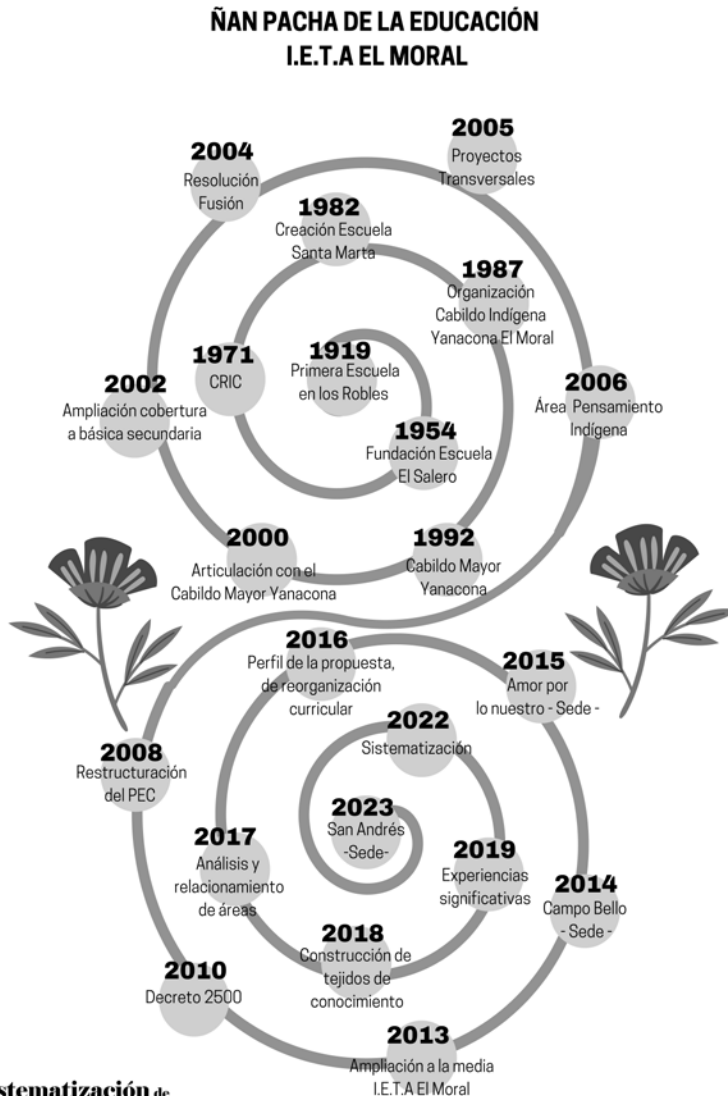 ÑAN PACHA DE LA EDUCACIÓN
I.E.T.A EL MORAL
2004
Resolución
Fusión
2005
Proyectos
Transversales
1982
Creación Escuela
Santa Marta
1987
Organización
Cabildo Indígena
Yanacona El Moral
1971
CRIC
1919
Primera Escuela
en los Robles
2002
Ampliación cobertura
a básica secundaria
2006
Área Pensamiento
Indígena
1954
Fundación Escuela
El Salero
2000
Articulación con el
Cabildo Mayor Yanacona
1992
Cabildo Mayor
Yanacona
2016
Perfil de la propuesta,
de reorganización
curricular
2015
Amor por
lo nuestro - Sede -
2022
Sistematización
2008
Restructuración
del PEC
2023
San Andrés
-Sede-
2017
Análisis y
relacionamiento
de áreas
2019
Experiencias
significativas
2014
Campo Bello
- Sede -
2018
Construcción de
tejidos de
conocimiento
2010
Decreto 2500
2013
Ampliación a la media
I.E.T.A El Moral
stematización de